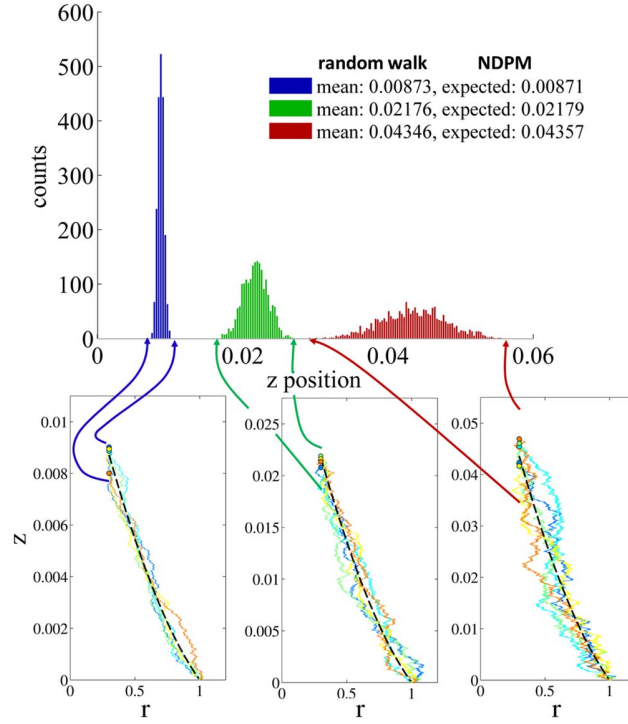 600
500
400
300
200
100
0
counts
random walk NDPM
mean: 0.00873, expected: 0.00871
mean: 0.02176, expected: 0.02179
mean: 0.04346, expected: 0.04357
0 0.02 0.04 0.06
z position
0.01
0.008
0.006
0.004
0.002
0
z
0 0.5 1
r
0.025
0.02
0.015
0.01
0.005
0
0 0.5 1
r
0.05
0.04
0.03
0.02
0.01
0
0 0.5 1
r